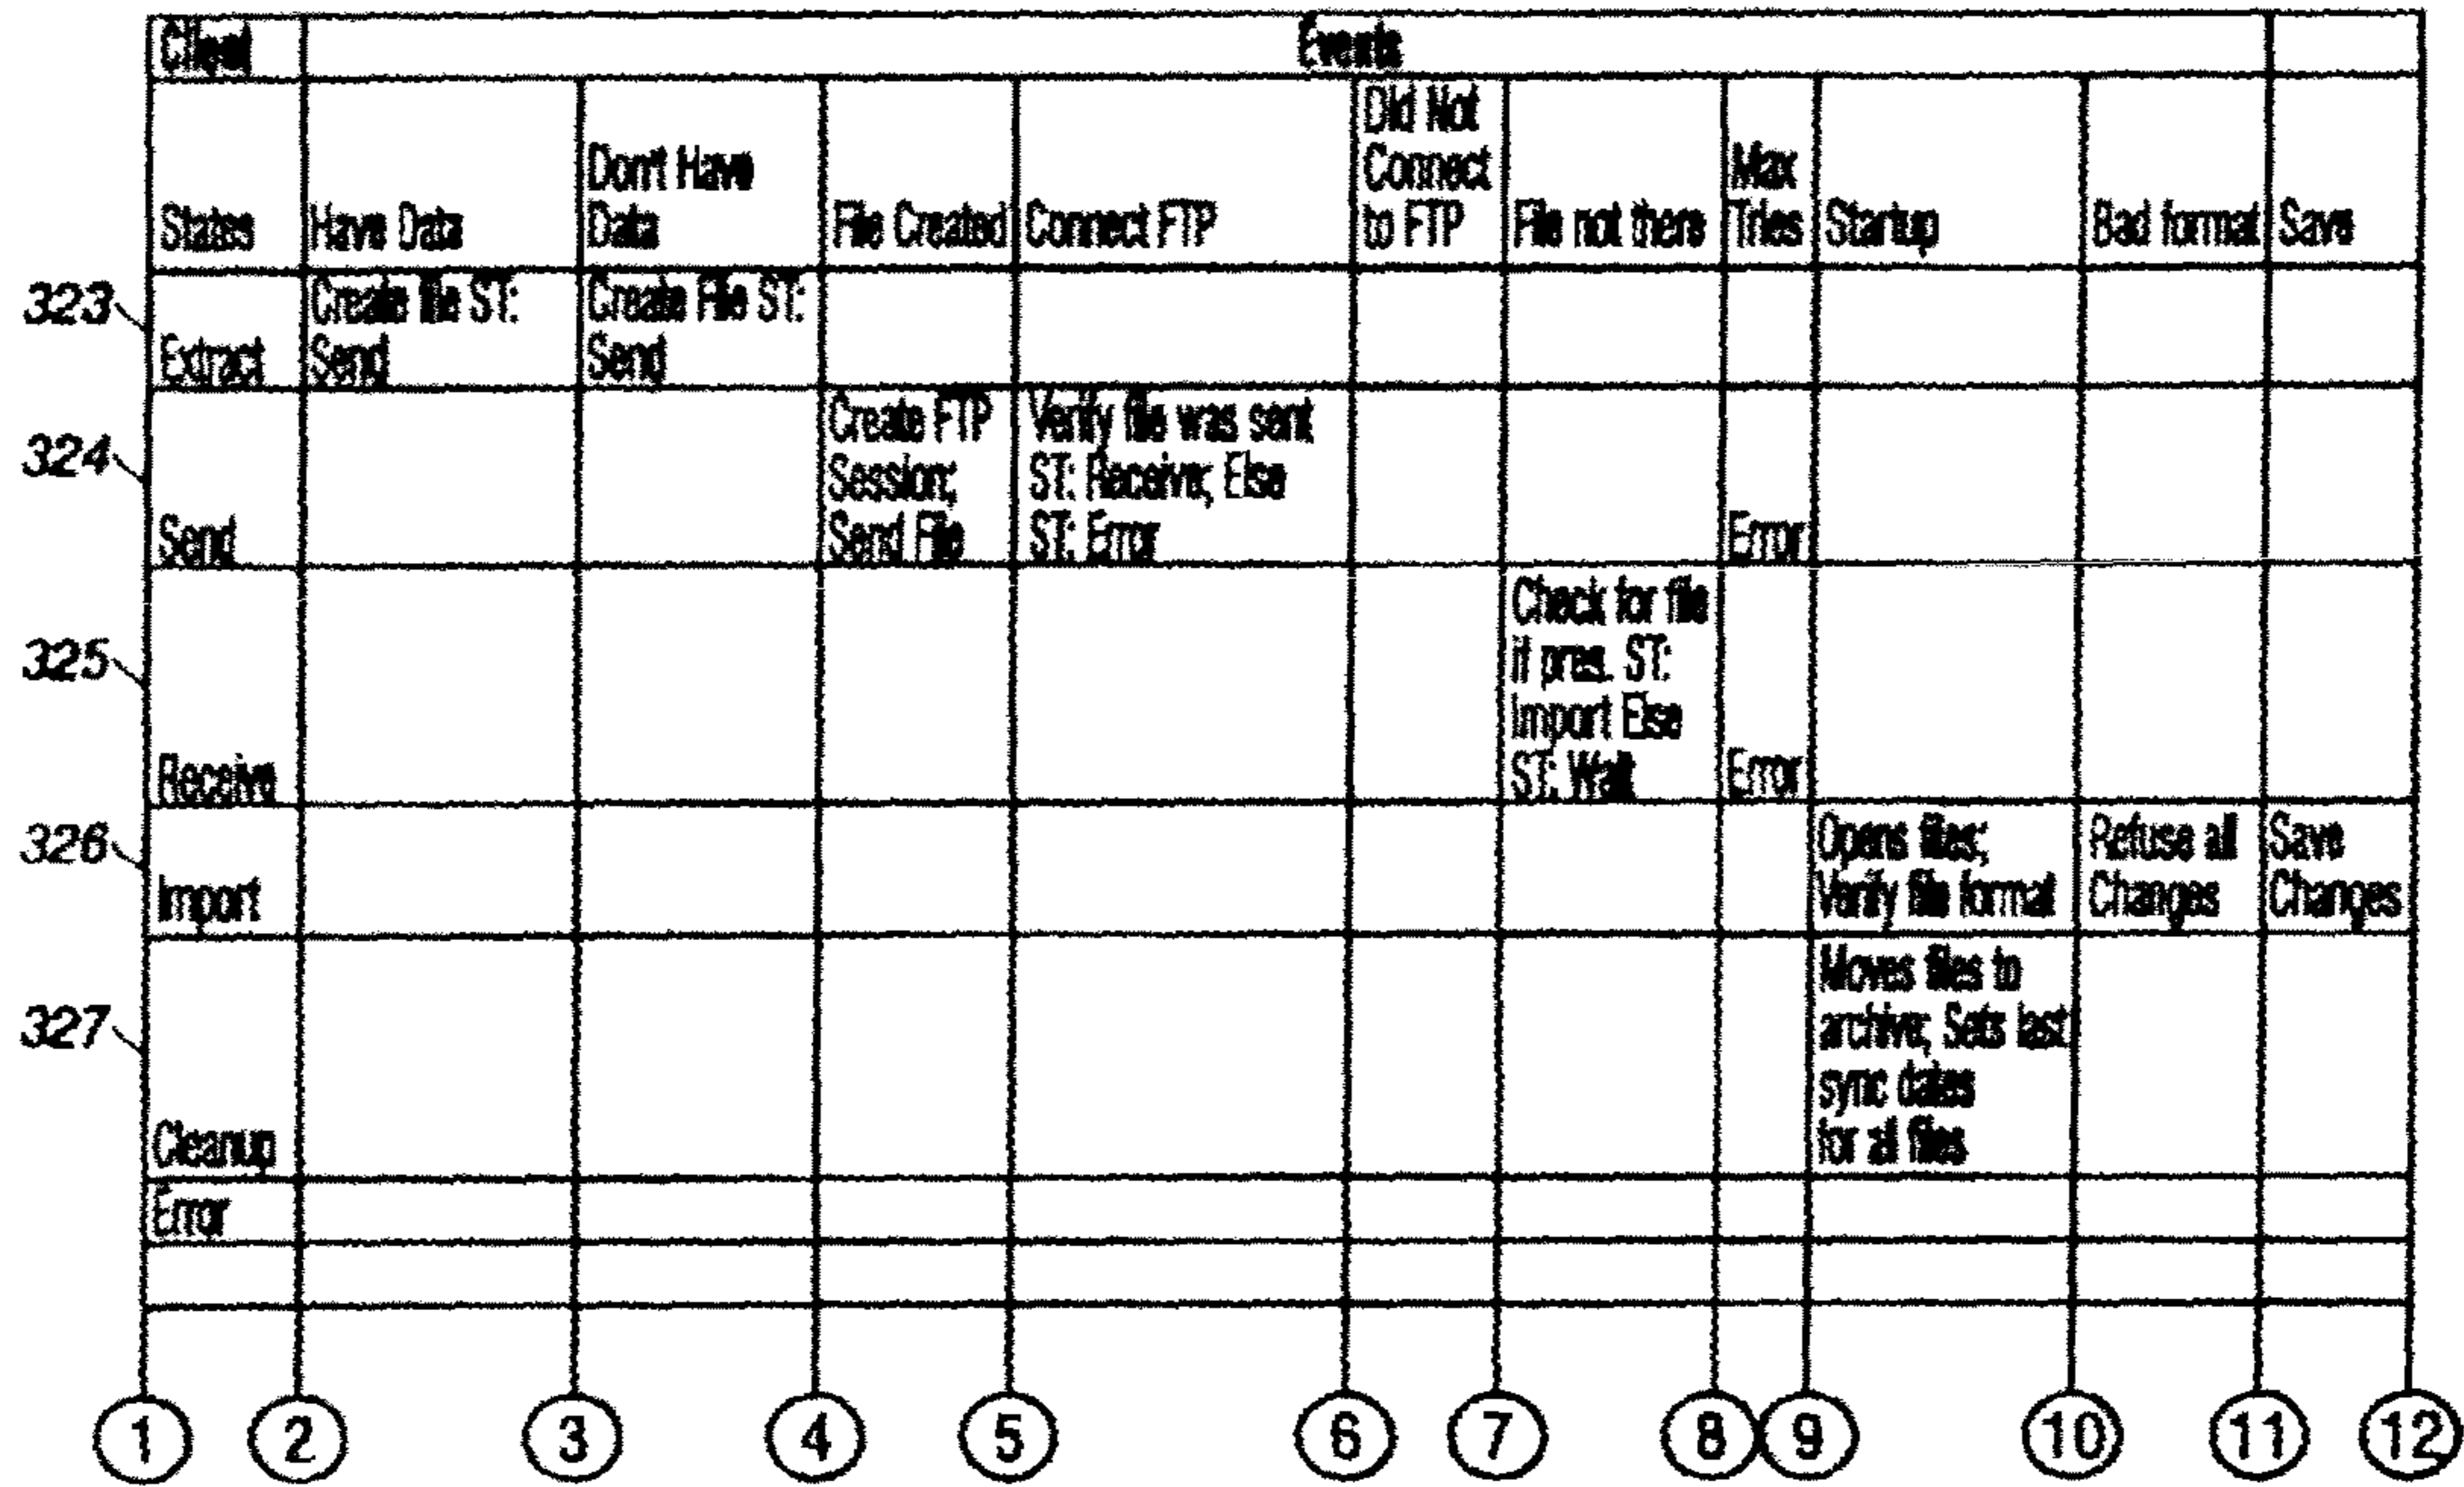 Client Events
States Have Data Don't Have Data File Created Connect FTP Did Not Connect to FTP File not there Max Tries Startup Bad format Save
323
Extract Create file ST: Send Create File ST: Send
324
Send Create FTP Session; Send File Verify file was sent ST: Receive; Else ST: Error Error
325
Receive Check for file if pres. ST: Import Else ST: Wait Error
326
Import Opens files; Verify file format Refuse all Changes Save Changes
327
Cleanup Moves files to archive; Sets last sync dates for all files
Error
1 2 3 4 5 6 7 8 9 10 11 12